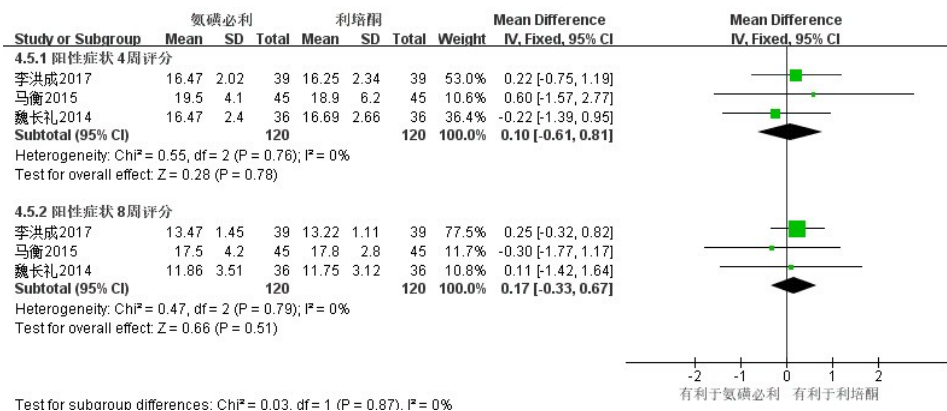 氨磺必利 利培酮 Mean Difference Mean Difference
Study or Subgroup Mean SD Total Mean SD Total Weight IV, Fixed, 95% CI IV, Fixed, 95% CI
4.5.1 阳性症状 4周评分
李洪成2017 16.47 2.02 39 16.25 2.34 39 53.0% 0.22 [-0.75, 1.19]
马衡2015 19.5 4.1 45 18.9 6.2 45 10.6% 0.60 [-1.57, 2.77]
魏长礼2014 16.47 2.4 36 16.69 2.66 36 36.4% -0.22 [-1.39, 0.95]
Subtotal (95% CI) 120 120 100.0% 0.10 [-0.61, 0.81]
Heterogeneity: Chi² = 0.55, df = 2 (P = 0.76); I² = 0%
Test for overall effect: Z = 0.28 (P = 0.78)
4.5.2 阳性症状 8周评分
李洪成2017 13.47 1.45 39 13.22 1.11 39 77.5% 0.25 [-0.32, 0.82]
马衡2015 17.5 4.2 45 17.8 2.8 45 11.7% -0.30 [-1.77, 1.17]
魏长礼2014 11.86 3.51 36 11.75 3.12 36 10.8% 0.11 [-1.42, 1.64]
Subtotal (95% CI) 120 120 100.0% 0.17 [-0.33, 0.67]
Heterogeneity: Chi² = 0.47, df = 2 (P = 0.79); I² = 0%
Test for overall effect: Z = 0.66 (P = 0.51)
-2 -1 0 1 2
有利于氨磺必利 有利于利培酮
Test for subgroup differences: Chi² = 0.03, df = 1 (P = 0.87), I² = 0%